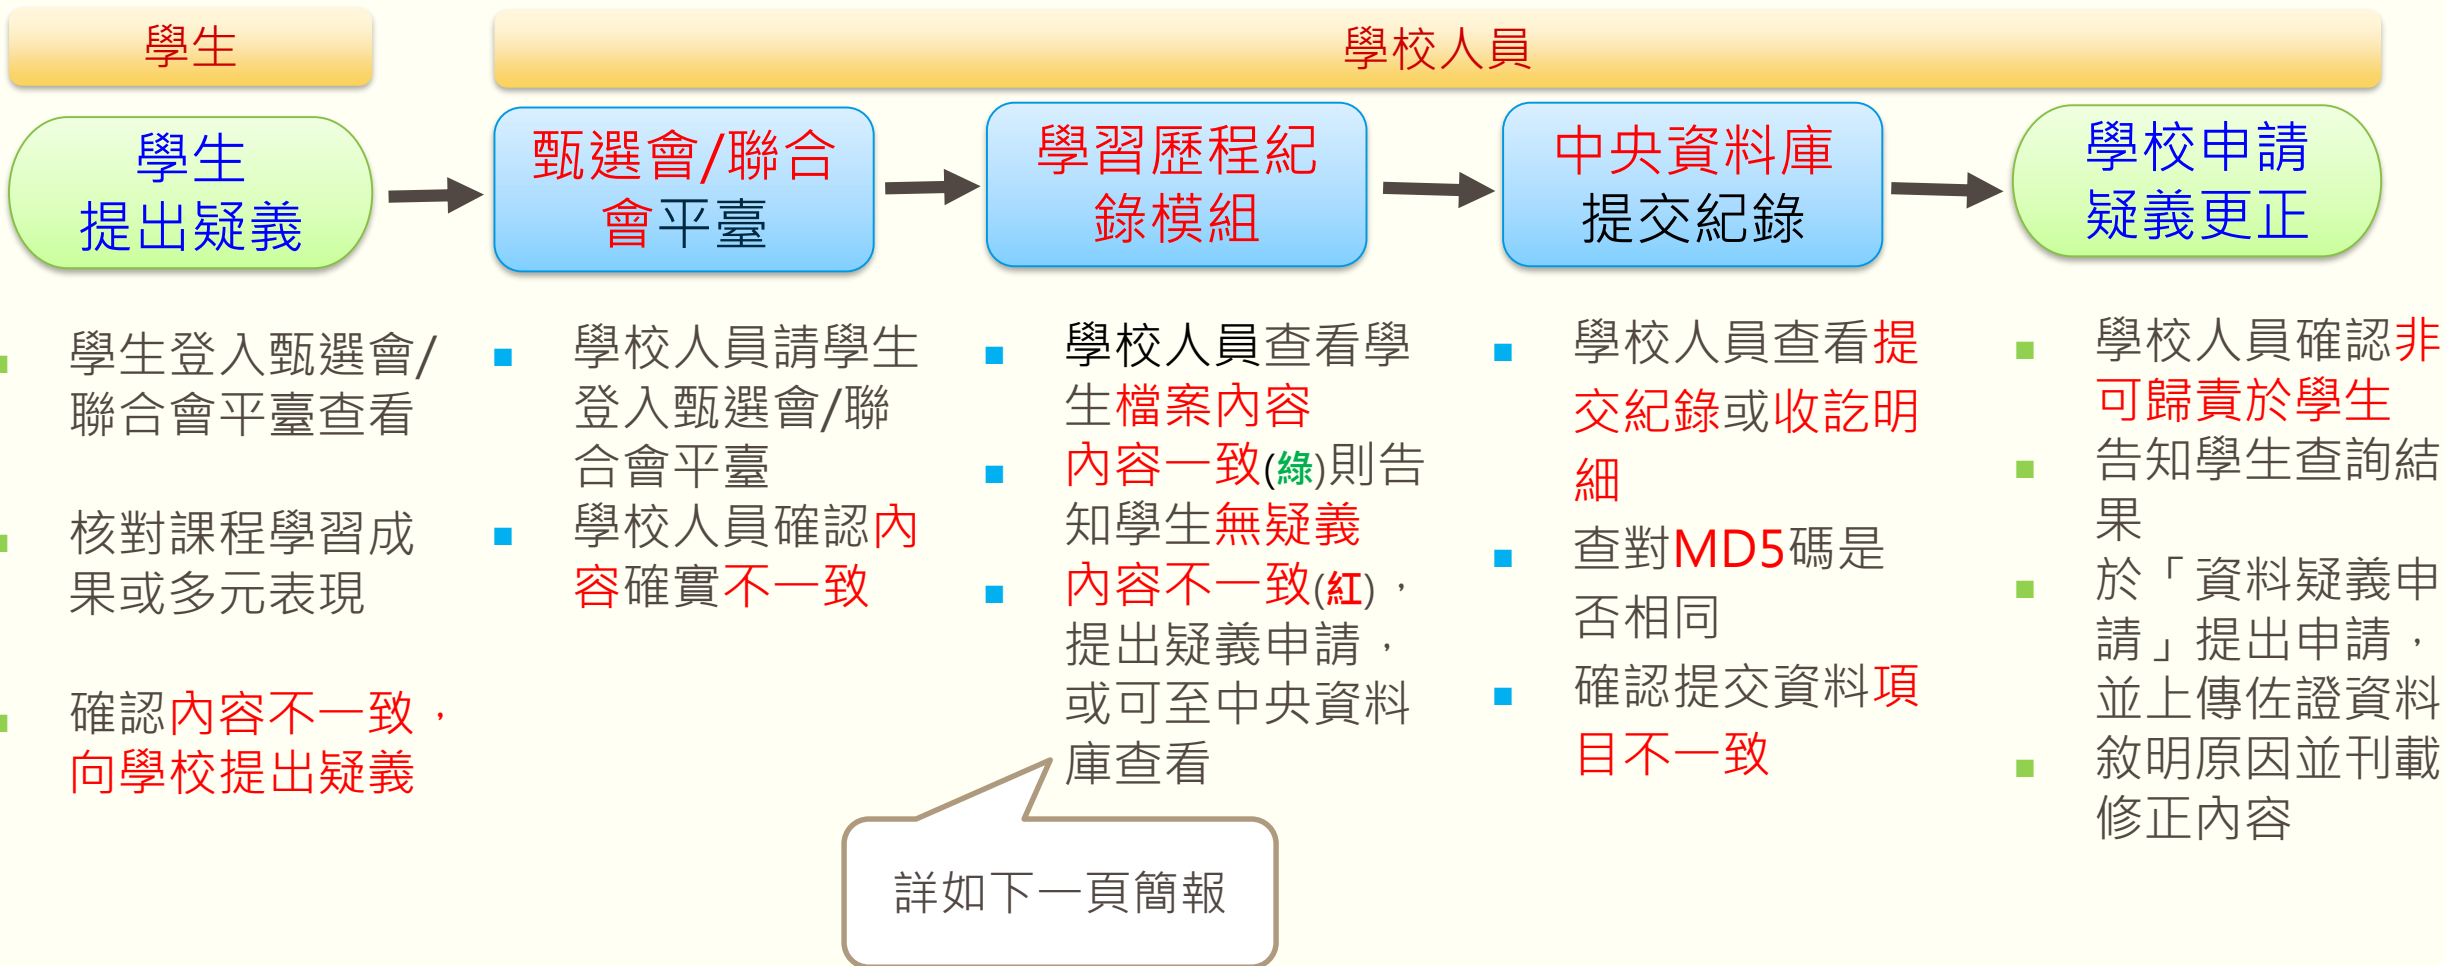 學生
學校人員
學生
提出疑義
甄選會/聯合
會平臺
學習歷程紀
錄模組
中央資料庫
提交紀錄
學校申請
疑義更正
學生登入甄選會/
聯合會平臺查看
核對課程學習成
果或多元表現
確認內容不一致，
向學校提出疑義
學校人員請學生
登入甄選會/聯
合會平臺
學校人員確認內
容確實不一致
學校人員查看學
生檔案內容
內容一致(綠)則告
知學生無疑義
內容不一致(紅)，
提出疑義申請，
或可至中央資料
庫查看
學校人員查看提
交紀錄或收訖明
細
查對MD5碼是
否相同
確認提交資料項
目不一致
學校人員確認非
可歸責於學生
告知學生查詢結
果
於「資料疑義申
請」提出申請，
並上傳佐證資料
敘明原因並刊載
修正內容
詳如下一頁簡報